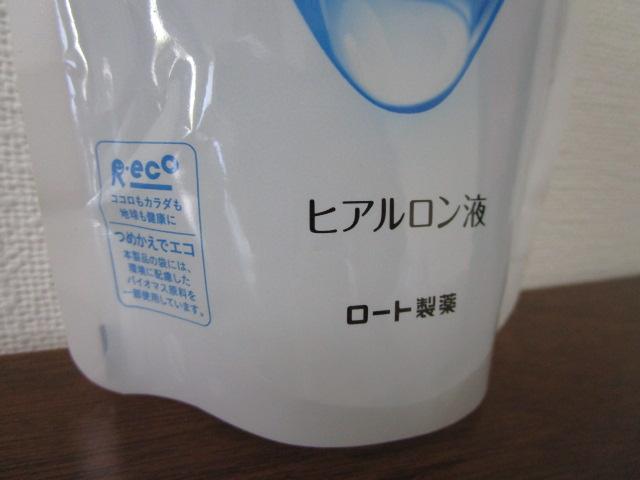 R・eco
ココロもカラダも
地球も健康に
つめかえでエコ
本製品の袋には、
環境に配慮した
バイオマス原料を
一部使用しています。
ヒアルロン液
ロート製薬